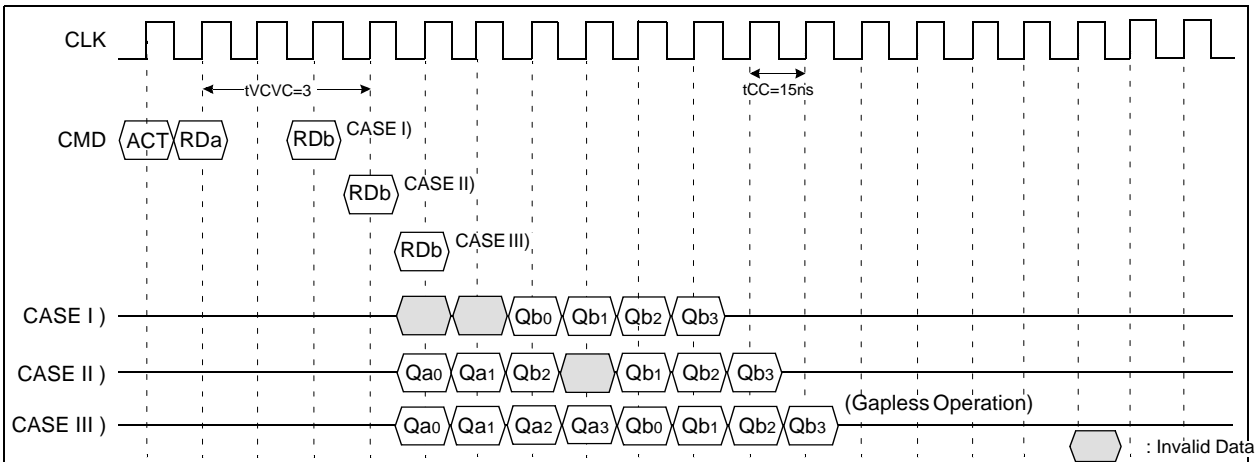 CLK
tVCVC=3
tCC=15ns
CMD ACT RDa RDb CASE I)
RDb CASE II)
RDb CASE III)
CASE I ) Qb0 Qb1 Qb2 Qb3
CASE II ) Qa0 Qa1 Qb2 Qb1 Qb2 Qb3
(Gapless Operation)
CASE III ) Qa0 Qa1 Qa2 Qa3 Qb0 Qb1 Qb2 Qb3
: Invalid Data